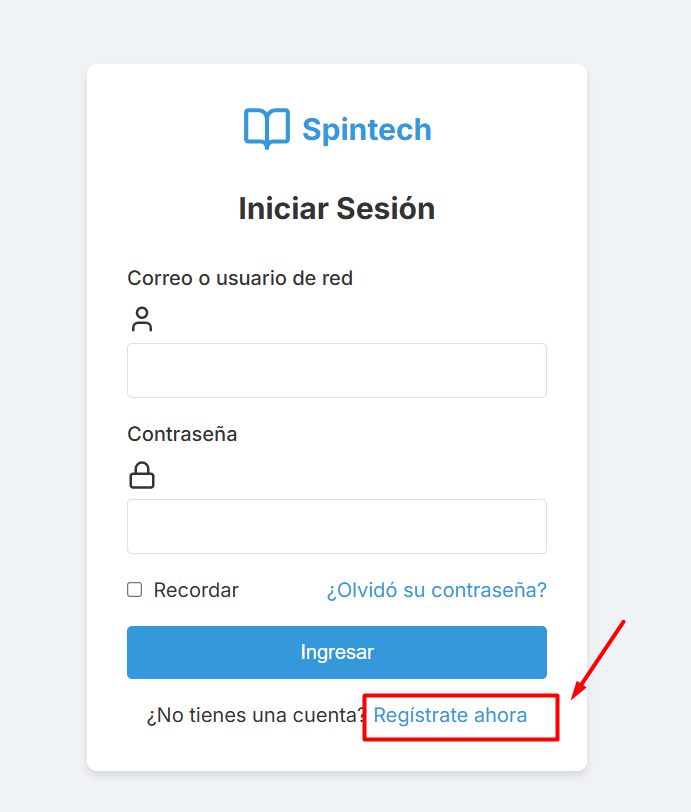 Spintech
Iniciar Sesión
Correo o usuario de red
Contraseña
Recordar ¿Olvidó su contraseña?
Ingresar
¿No tienes una cuenta? Regístrate ahora